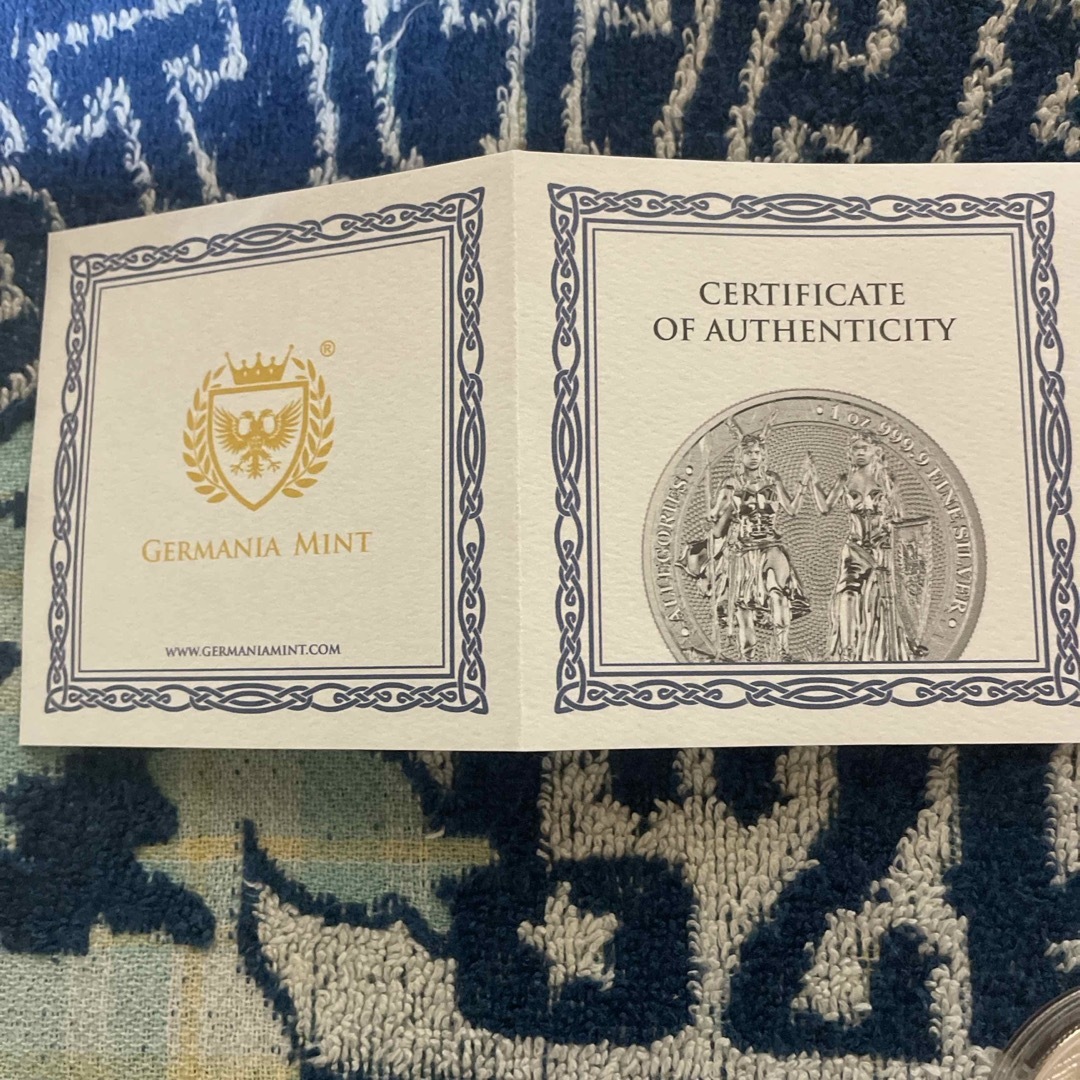 ®
GERMANIA MINT
WWW.GERMANIAMINT.COM
CERTIFICATE
OF AUTHENTICITY
• ALLEGORIES • 1 oz 999.9 FINE SILVER •